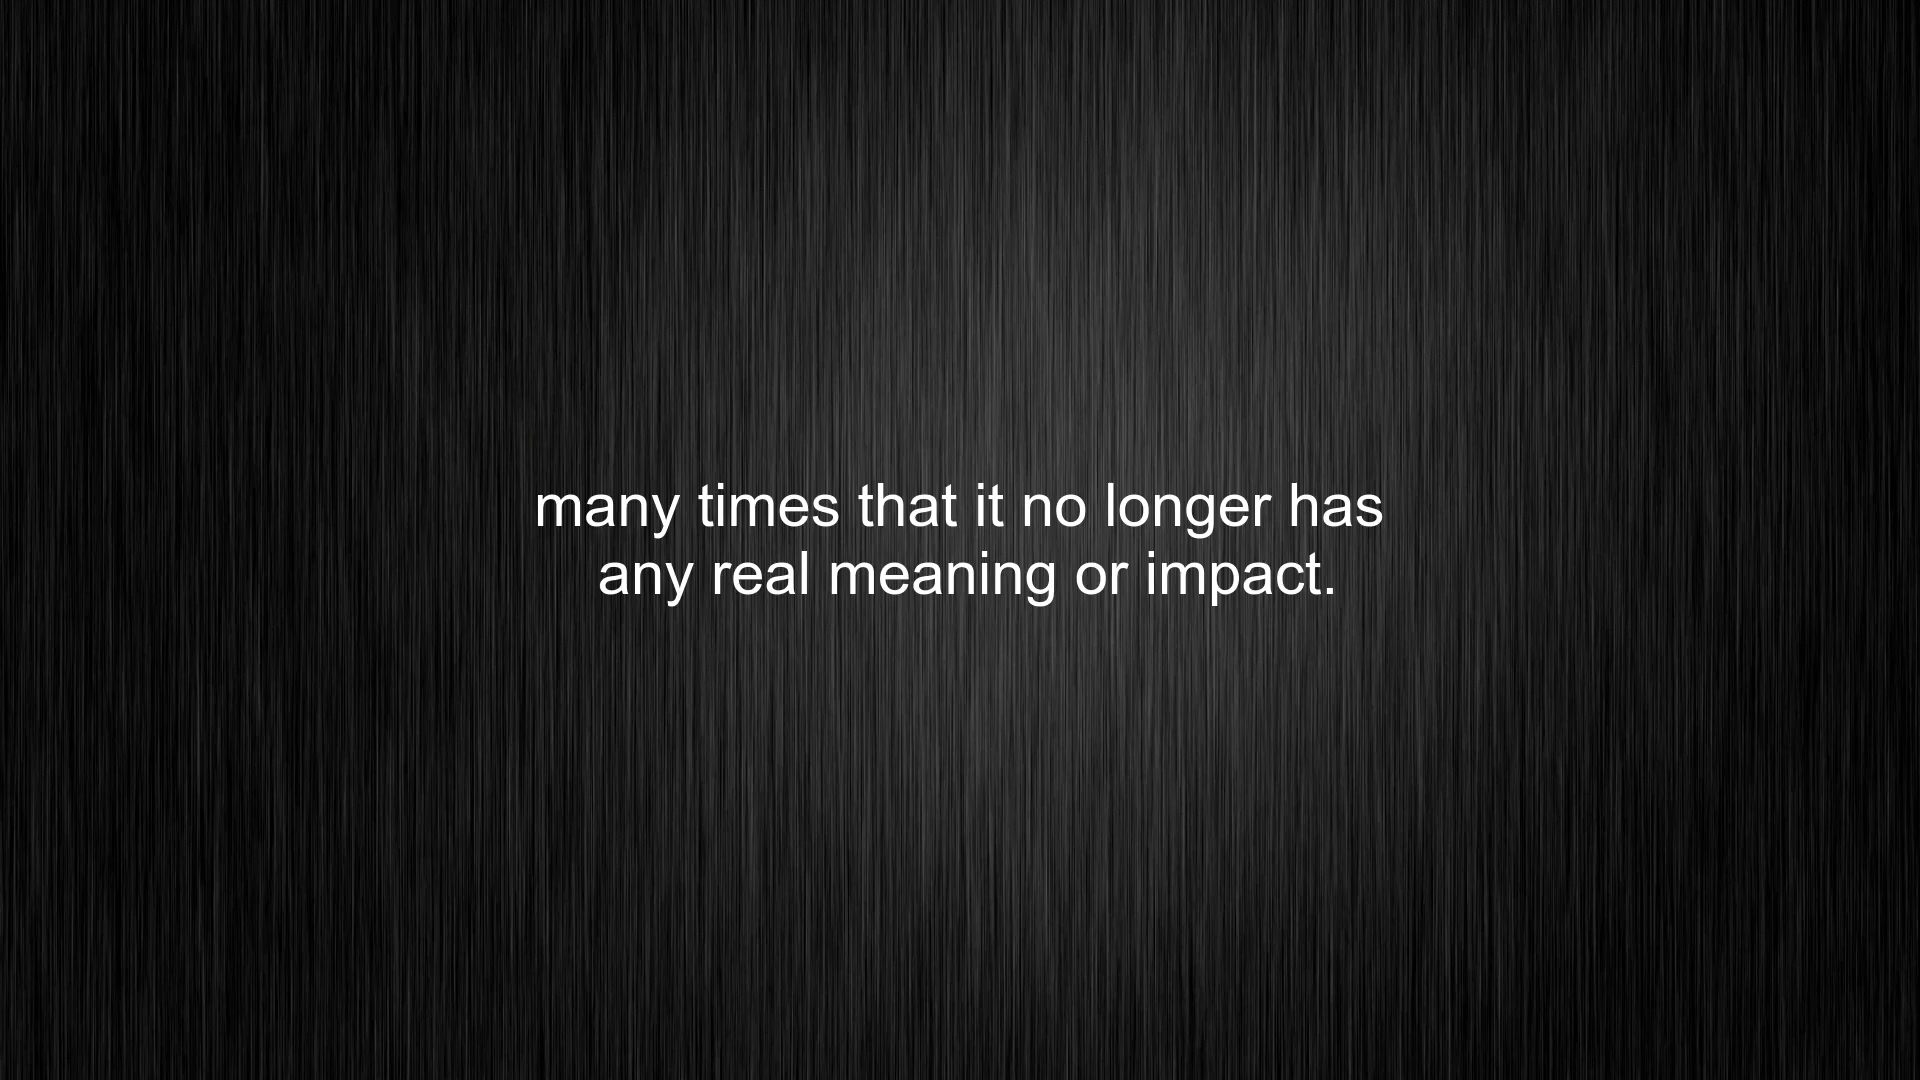 many times that it no longer has
any real meaning or impact.